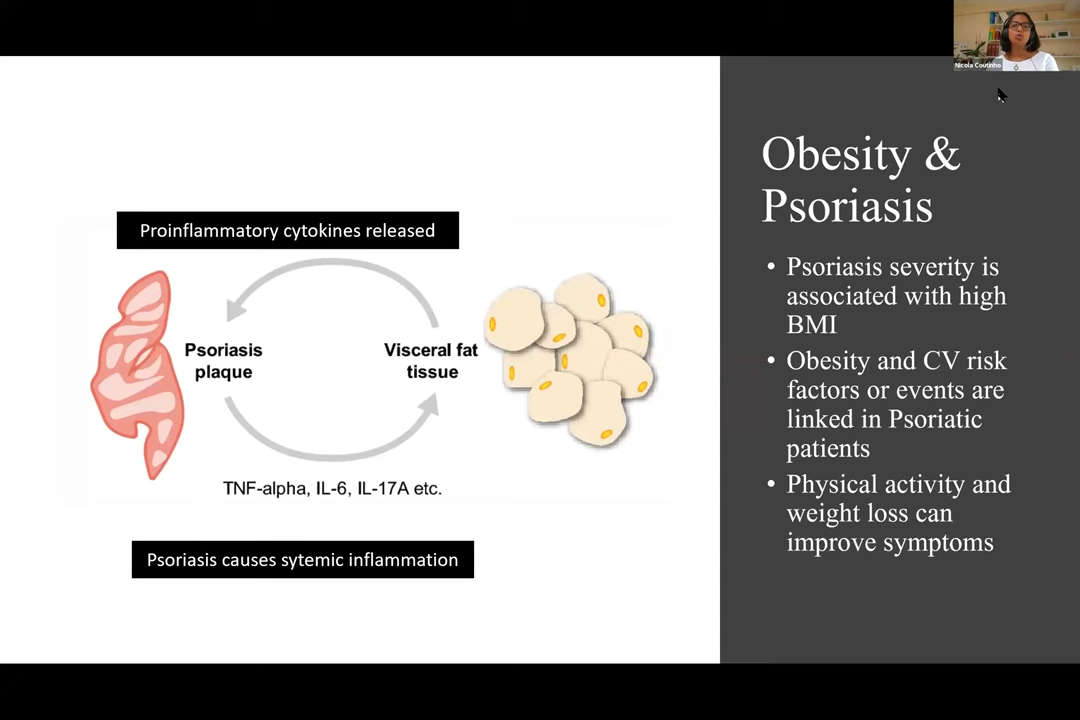 Nicola Coutinho
Obesity &
Psoriasis
• Psoriasis severity is
associated with high
BMI
• Obesity and CV risk
factors or events are
linked in Psoriatic
patients
• Physical activity and
weight loss can
improve symptoms
Proinflammatory cytokines released
Psoriasis
plaque
Visceral fat
tissue
TNF-alpha, IL-6, IL-17A etc.
Psoriasis causes sytemic inflammation